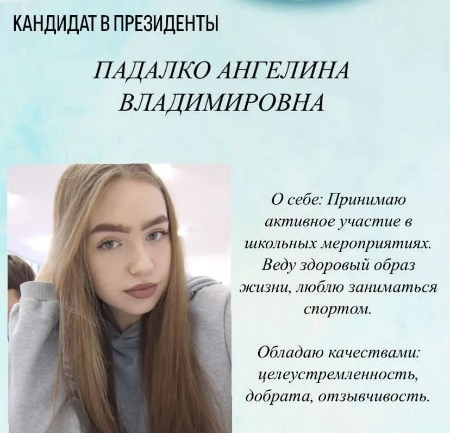 КАНДИДАТ В ПРЕЗИДЕНТЫ
ПАДАЛКО АНГЕЛИНА
ВЛАДИМИРОВНА
О себе: Принимаю
активное участие в
школьных мероприятиях.
Веду здоровый образ
жизни, люблю заниматься
спортом.
Обладаю качествами:
целеустремленность,
добрата, отзывчивость.